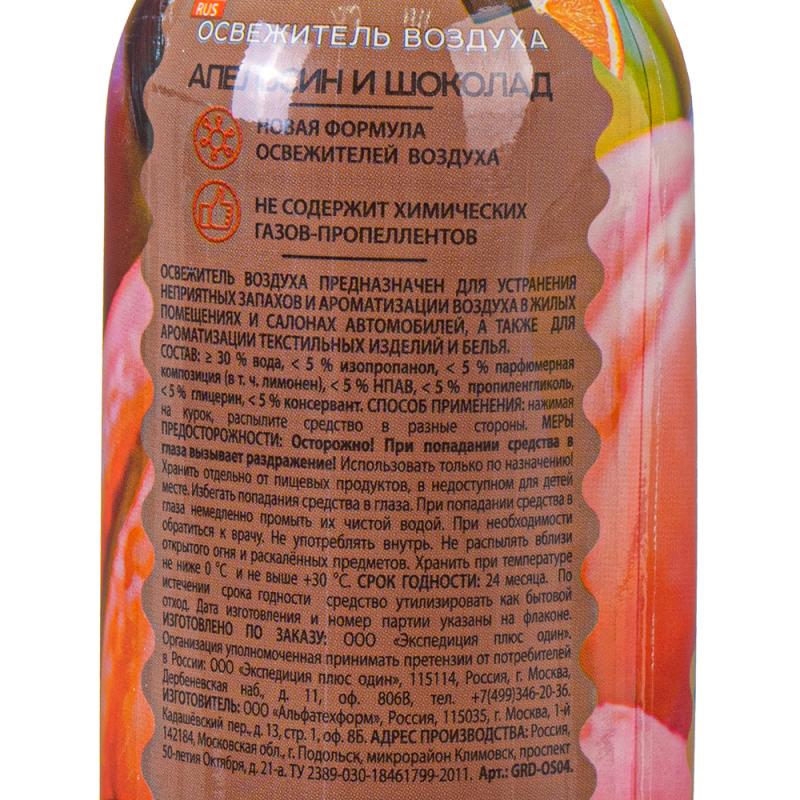 RUS
ОСВЕЖИТЕЛЬ ВОЗДУХА
АПЕЛЬСИН И ШОКОЛАД
НОВАЯ ФОРМУЛА
ОСВЕЖИТЕЛЕЙ ВОЗДУХА
НЕ СОДЕРЖИТ ХИМИЧЕСКИХ
ГАЗОВ-ПРОПЕЛЛЕНТОВ
ОСВЕЖИТЕЛЬ ВОЗДУХА ПРЕДНАЗНАЧЕН ДЛЯ УСТРАНЕНИЯ
НЕПРИЯТНЫХ ЗАПАХОВ И АРОМАТИЗАЦИИ ВОЗДУХА В ЖИЛЫХ
ПОМЕЩЕНИЯХ И САЛОНАХ АВТОМОБИЛЕЙ, А ТАКЖЕ ДЛЯ
АРОМАТИЗАЦИИ ТЕКСТИЛЬНЫХ ИЗДЕЛИЙ И БЕЛЬЯ.
СОСТАВ: ≥ 30 % вода, < 5 % изопропанол, < 5 % парфюмерная
композиция (в т. ч. лимонен), < 5 % НПАВ, < 5 % пропиленгликоль,
< 5 % глицерин, < 5 % консервант. СПОСОБ ПРИМЕНЕНИЯ: нажимая
на курок, распылите средство в разные стороны. МЕРЫ
ПРЕДОСТОРОЖНОСТИ: Осторожно! При попадании средства в
глаза вызывает раздражение! Использовать только по назначению!
Хранить отдельно от пищевых продуктов, в недоступном для детей
месте. Избегать попадания средства в глаза. При попадании средства в
глаза немедленно промыть их чистой водой. При необходимости
обратиться к врачу. Не употреблять внутрь. Не распылять вблизи
открытого огня и раскалённых предметов. Хранить при температуре
не ниже 0 °С и не выше +30 °С. СРОК ГОДНОСТИ: 24 месяца. По
истечении срока годности средство утилизировать как бытовой
отход. Дата изготовления и номер партии указаны на флаконе.
ИЗГОТОВЛЕНО ПО ЗАКАЗУ: ООО «Экспедиция плюс один».
Организация уполномоченная принимать претензии от потребителей
в России: ООО «Экспедиция плюс один», 115114, Россия, г. Москва,
Дербеневская наб., д. 11, оф. 806В, тел. +7(499)346-20-36.
ИЗГОТОВИТЕЛЬ: ООО «Альфатехформ», Россия, 115035, г. Москва, 1-й
Кадашёвский пер., д. 13, стр. 1, оф. 8Б. АДРЕС ПРОИЗВОДСТВА: Россия,
142184, Московская обл., г. Подольск, микрорайон Климовск, проспект
50-летия Октября, д. 21-а. ТУ 2389-030-18461799-2011. Арт.: GRD-OS04.